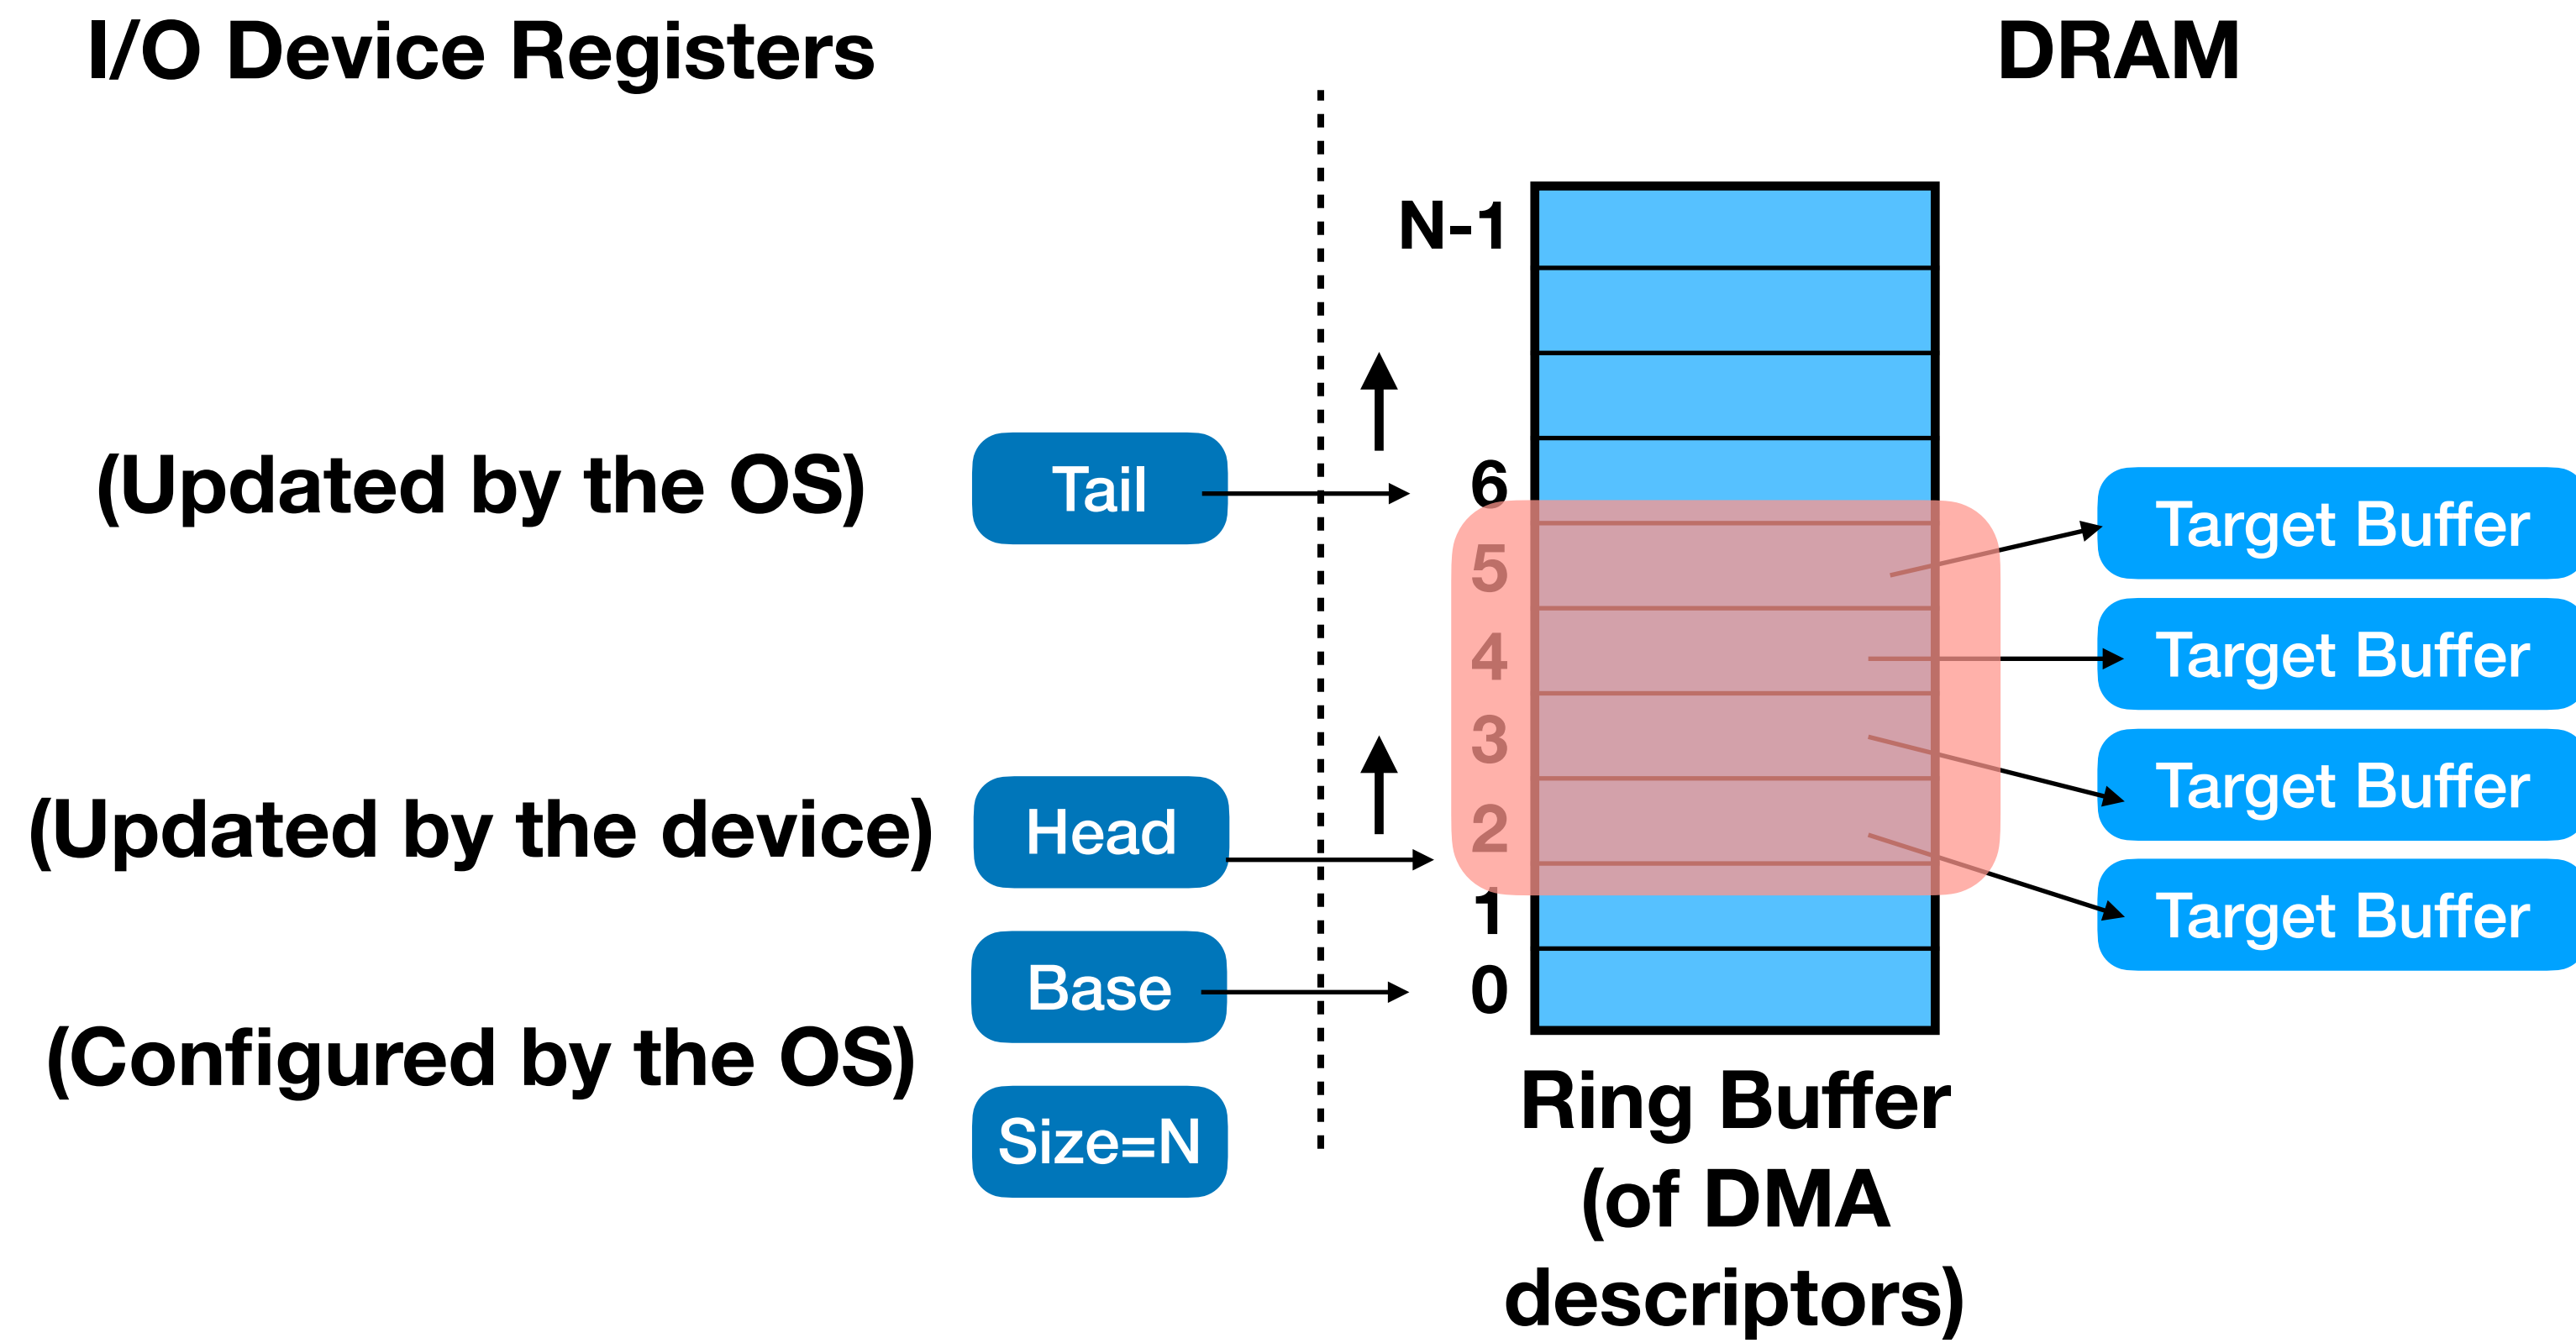 I/O Device Registers
DRAM
N-1
(Updated by the OS)
Tail
6
5
4
3
2
1
0
Target Buffer
Target Buffer
Target Buffer
Target Buffer
(Updated by the device)
Head
Base
(Configured by the OS)
Size=N
Ring Buffer
(of DMA
descriptors)